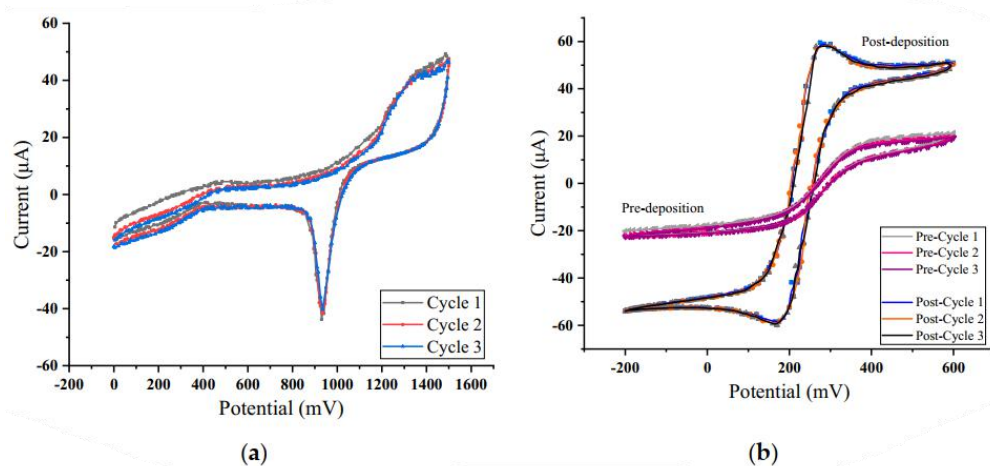 60
40
20
0
-20
-40
-60
-200 0 200 400 600 800 1000 1200 1400 1600
Current (μA)
Potential (mV)
Cycle 1
Cycle 2
Cycle 3
(a)
60
40
20
0
-20
-40
-60
-200 0 200 400 600
Current (μA)
Potential (mV)
Post-deposition
Pre-deposition
Pre-Cycle 1
Pre-Cycle 2
Pre-Cycle 3
Post-Cycle 1
Post-Cycle 2
Post-Cycle 3
(b)